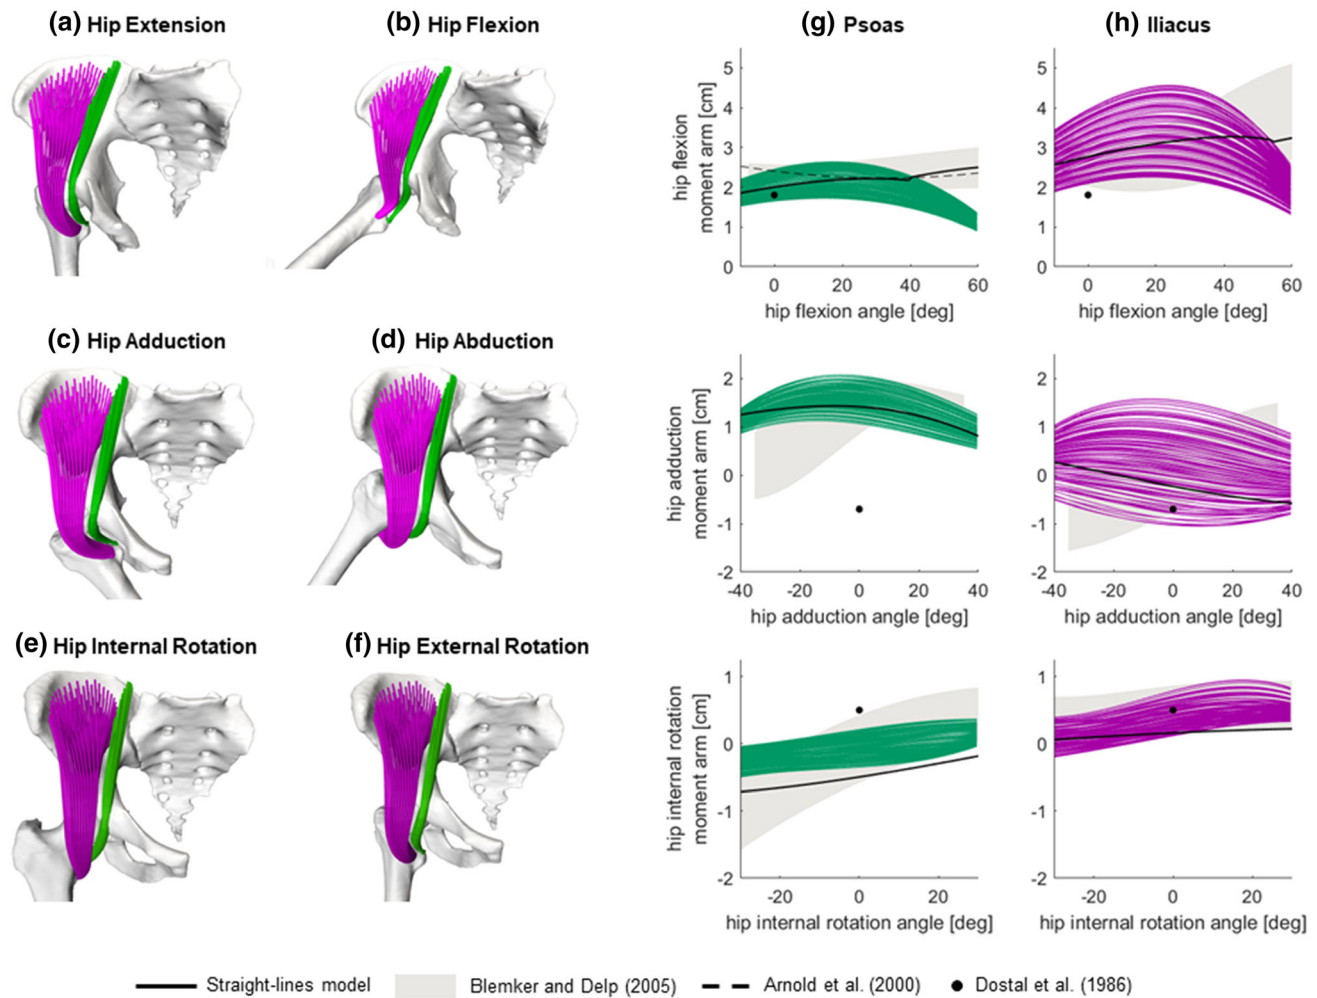 (a) Hip Extension
(b) Hip Flexion
(g) Psoas
(h) Iliacus
hip flexion
moment arm [cm]
5
4
3
2
1
0
0
20
40
60
hip flexion angle [deg]
5
4
3
2
1
0
0
20
40
60
hip flexion angle [deg]
(c) Hip Adduction
(d) Hip Abduction
hip adduction
moment arm [cm]
2
1
0
-1
-2
-40
-20
0
20
40
hip adduction angle [deg]
2
1
0
-1
-2
-40
-20
0
20
40
hip adduction angle [deg]
(e) Hip Internal Rotation
(f) Hip External Rotation
hip internal rotation
moment arm [cm]
1
0
-1
-2
-20
0
20
hip internal rotation angle [deg]
1
0
-1
-2
-20
0
20
hip internal rotation angle [deg]
Straight-lines model
Blemker and Delp (2005)
Arnold et al. (2000)
Dostal et al. (1986)